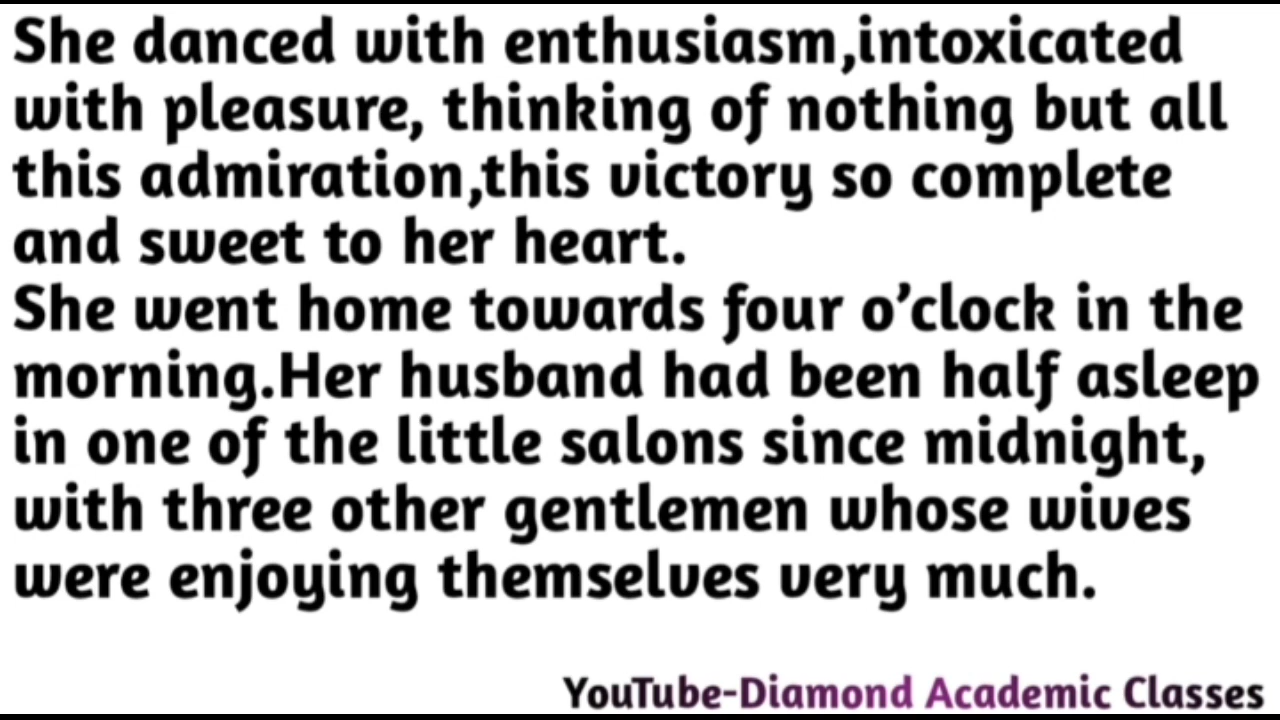 She danced with enthusiasm,intoxicated
with pleasure, thinking of nothing but all
this admiration,this victory so complete
and sweet to her heart.
She went home towards four o’clock in the
morning.Her husband had been half asleep
in one of the little salons since midnight,
with three other gentlemen whose wives
were enjoying themselves very much.
YouTube-Diamond Academic Classes